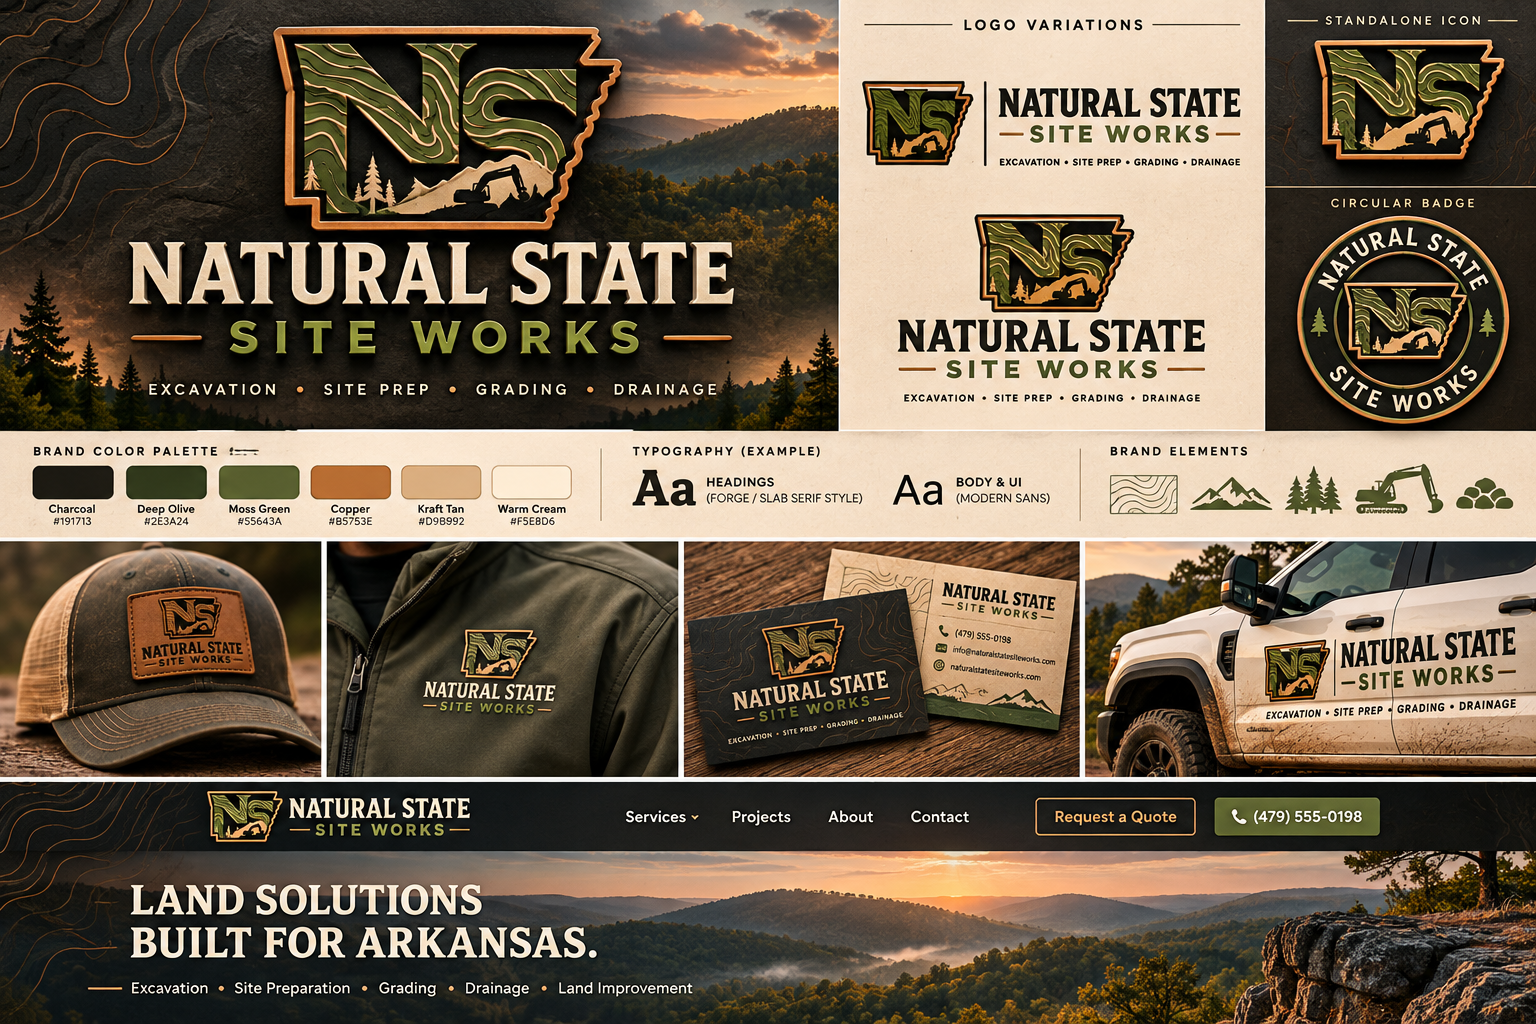 Ns
NATURAL STATE
SITE WORKS
EXCAVATION • SITE PREP • GRADING • DRAINAGE
LOGO VARIATIONS
Ns
NATURAL STATE
SITE WORKS
EXCAVATION • SITE PREP • GRADING • DRAINAGE
Ns
NATURAL STATE
SITE WORKS
EXCAVATION • SITE PREP • GRADING • DRAINAGE
STANDALONE ICON
Ns
CIRCULAR BADGE
NATURAL STATE
Ns
SITE WORKS
BRAND COLOR PALETTE
Charcoal
#191713
Deep Olive
#2E3A24
Moss Green
#55643A
Copper
#B5753E
Kraft Tan
#D9B992
Warm Cream
#F5E8D6
TYPOGRAPHY (EXAMPLE)
Aa
HEADINGS
(FORGE / SLAB SERIF STYLE)
Aa
BODY & UI
(MODERN SANS)
BRAND ELEMENTS
NS
NATURAL STATE
SITE WORKS
Ns
NATURAL STATE
SITE WORKS
Ns
NATURAL STATE
SITE WORKS
EXCAVATION • SITE PREP • GRADING • DRAINAGE
NATURAL STATE
SITE WORKS
(479) 555-0198
info@naturalstatesiteworks.com
naturalstatesiteworks.com
Ns
NATURAL STATE
SITE WORKS
EXCAVATION • SITE PREP • GRADING • DRAINAGE
Ns
NATURAL STATE
SITE WORKS
Services
Projects
About
Contact
Request a Quote
(479) 555-0198
LAND SOLUTIONS
BUILT FOR ARKANSAS.
Excavation • Site Preparation • Grading • Drainage • Land Improvement